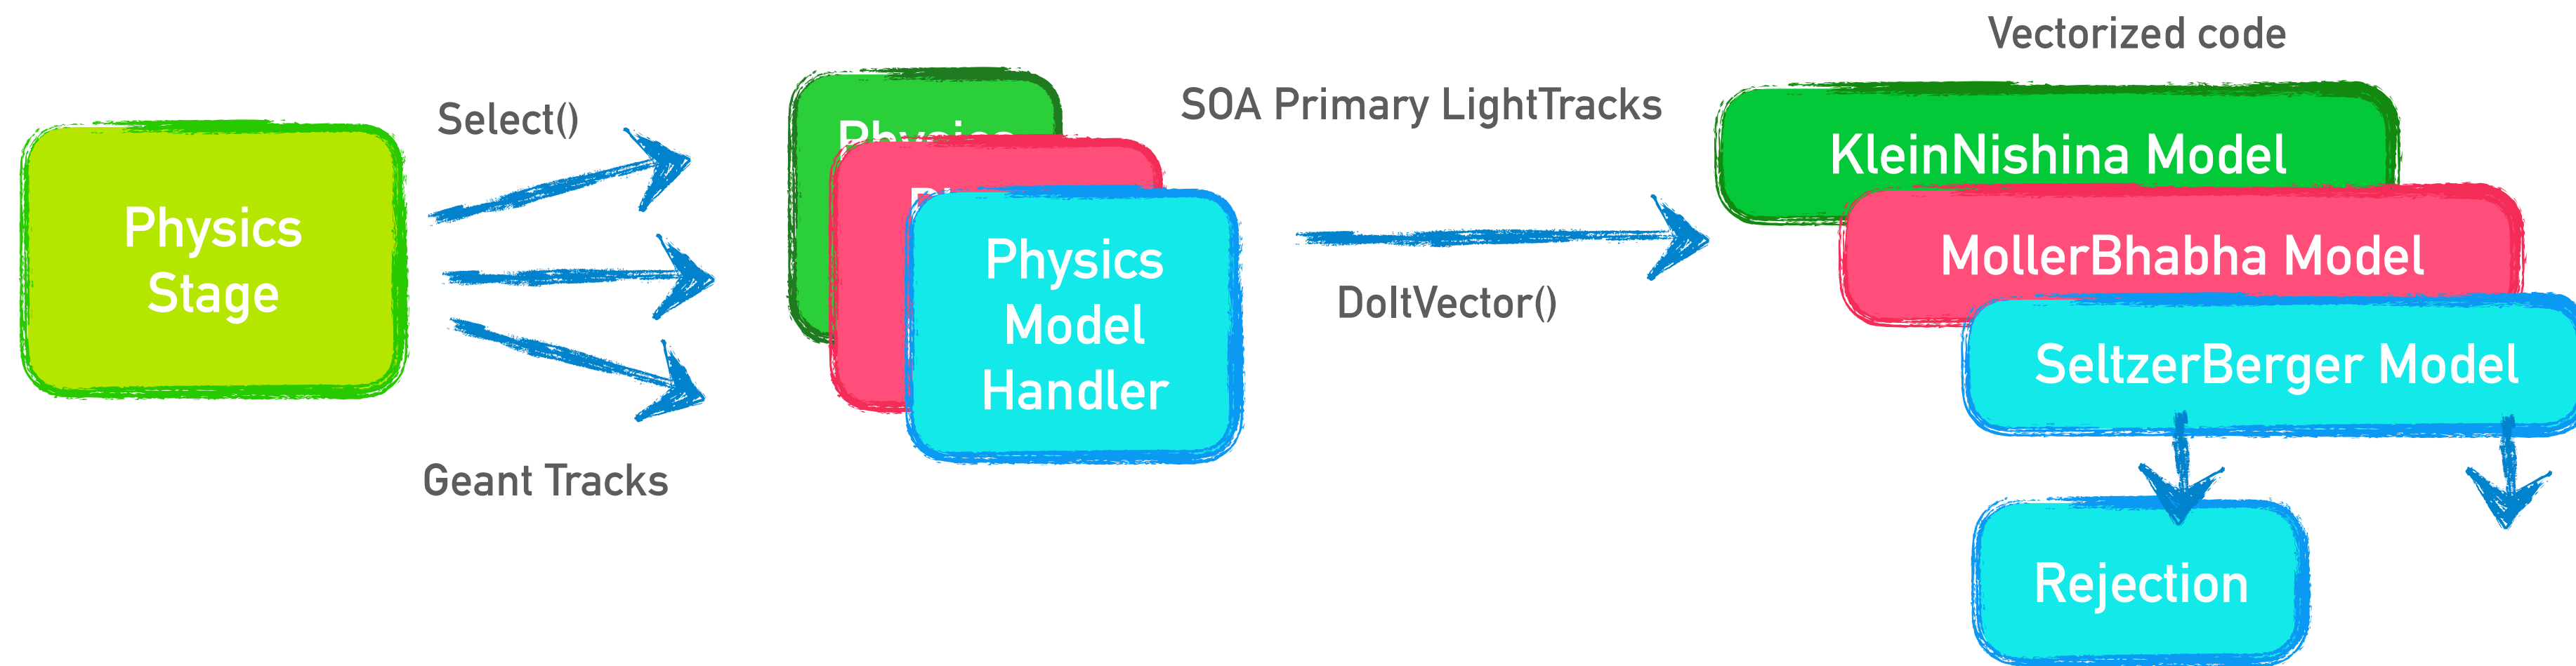 Vectorized code
Select()
SOA Primary LightTracks
Physics
Stage
Physics
Physics
Model
Handler
KleinNishina Model
MollerBhabha Model
DoItVector()
SeltzerBerger Model
Geant Tracks
Rejection